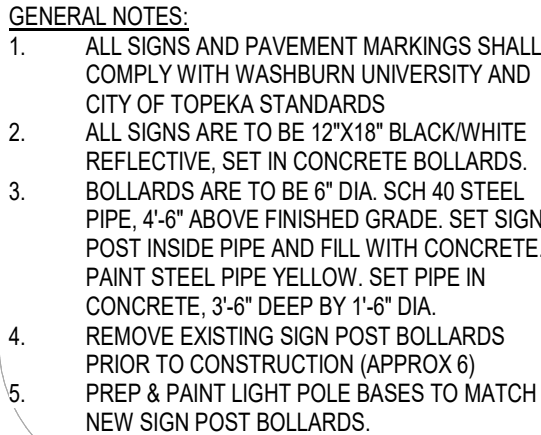 GENERAL NOTES:
1. ALL SIGNS AND PAVEMENT MARKINGS SHALL
COMPLY WITH WASHBURN UNIVERSITY AND
CITY OF TOPEKA STANDARDS
2. ALL SIGNS ARE TO BE 12"X18" BLACK/WHITE
REFLECTIVE, SET IN CONCRETE BOLLARDS.
3. BOLLARDS ARE TO BE 6" DIA. SCH 40 STEEL
PIPE, 4'-6" ABOVE FINISHED GRADE. SET SIGN
POST INSIDE PIPE AND FILL WITH CONCRETE.
PAINT STEEL PIPE YELLOW. SET PIPE IN
CONCRETE, 3'-6" DEEP BY 1'-6" DIA.
4. REMOVE EXISTING SIGN POST BOLLARDS
PRIOR TO CONSTRUCTION (APPROX 6)
5. PREP & PAINT LIGHT POLE BASES TO MATCH
NEW SIGN POST BOLLARDS.